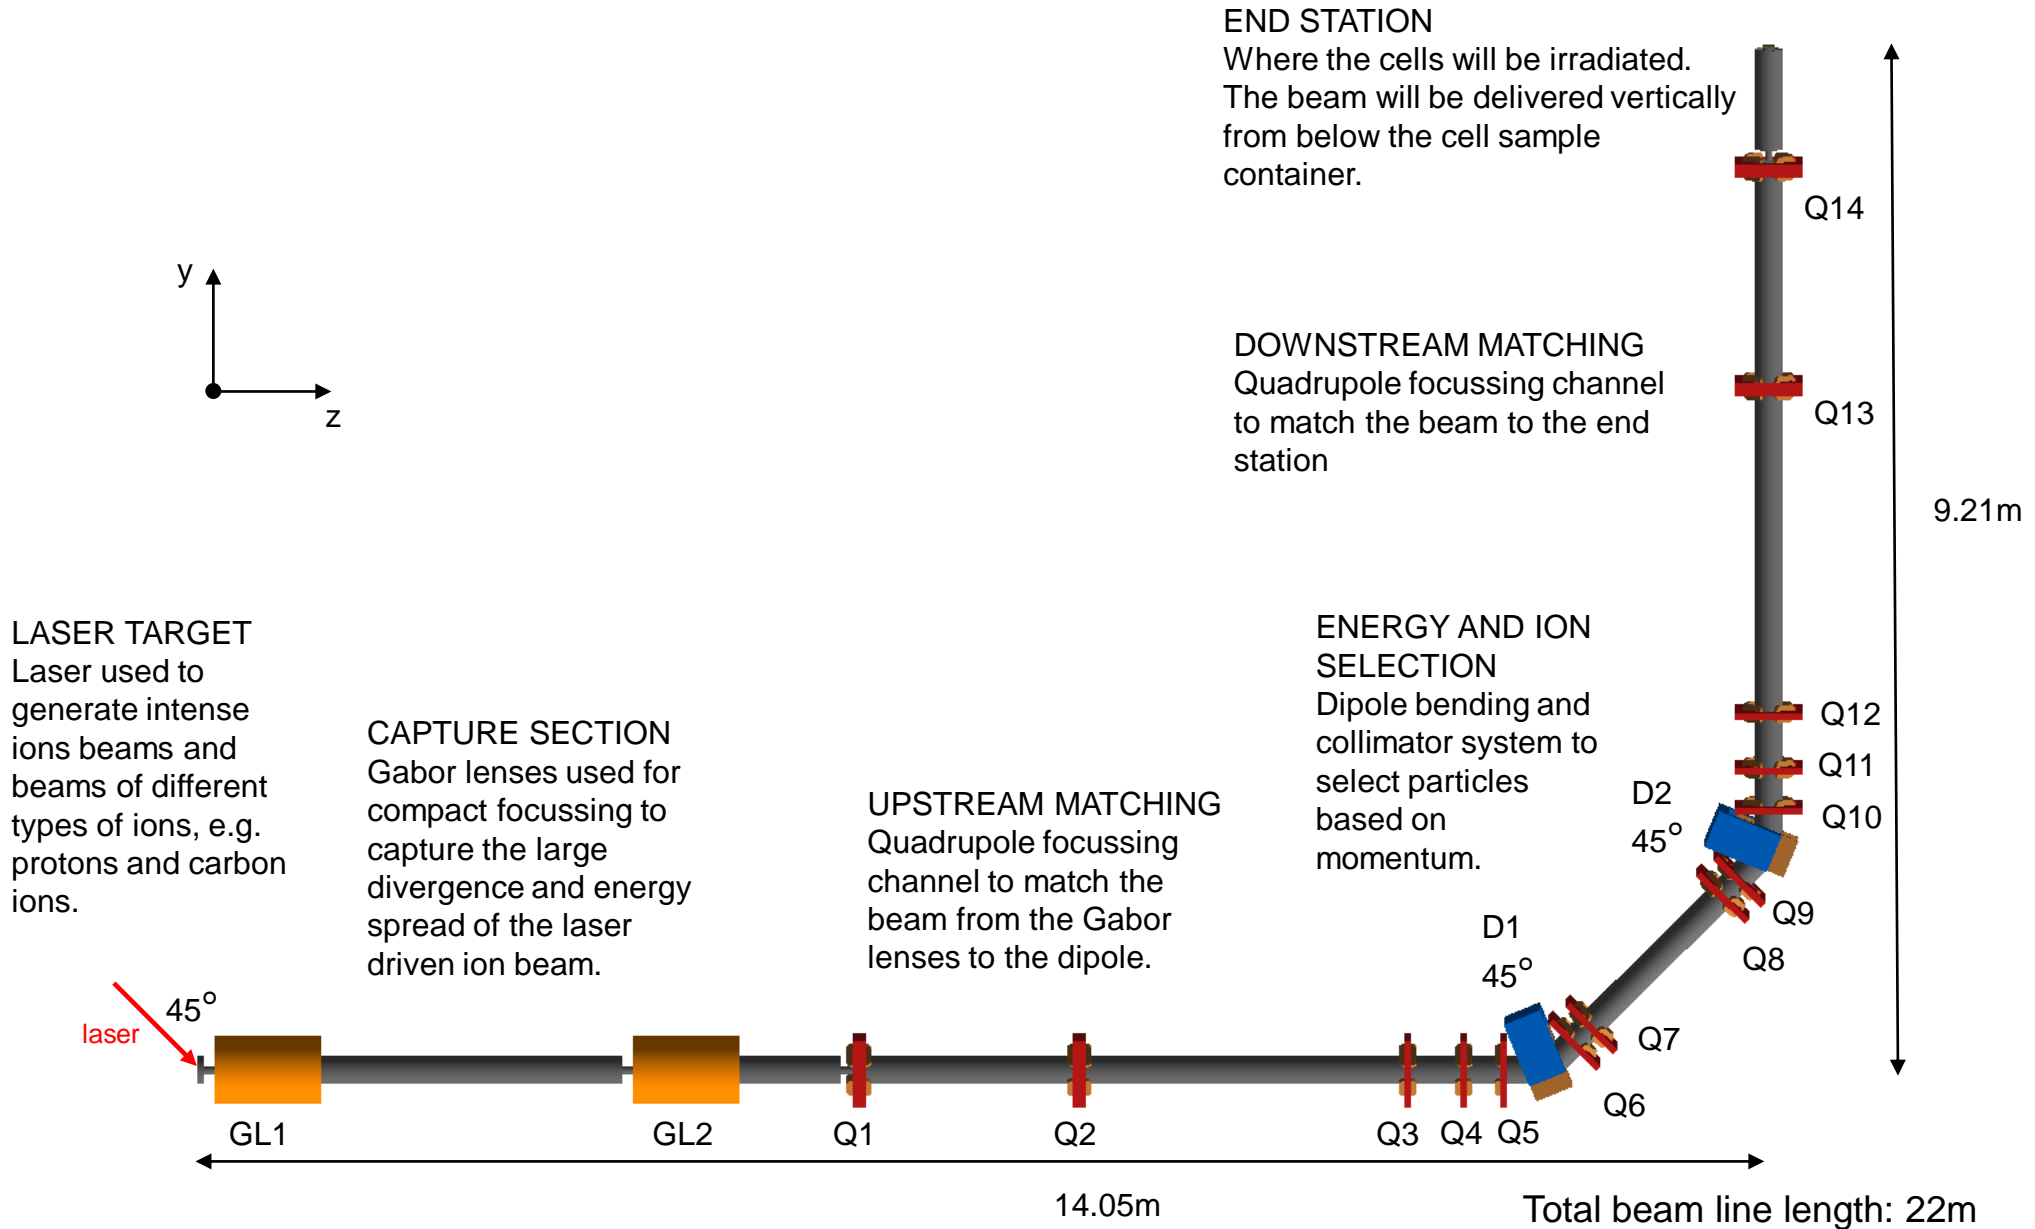 END STATION
Where the cells will be irradiated.
The beam will be delivered vertically
from below the cell sample
container.
Q14
y
z
DOWNSTREAM MATCHING
Quadrupole focussing channel
to match the beam to the end
station
Q13
9.21m
LASER TARGET
Laser used to
generate intense
ions beams and
beams of different
types of ions, e.g.
protons and carbon
ions.
CAPTURE SECTION
Gabor lenses used for
compact focussing to
capture the large
divergence and energy
spread of the laser
driven ion beam.
UPSTREAM MATCHING
Quadrupole focussing
channel to match the
beam from the Gabor
lenses to the dipole.
ENERGY AND ION
SELECTION
Dipole bending and
collimator system to
select particles
based on
momentum.
D2
45°
Q12
Q11
Q10
Q9
Q8
D1
45°
Q7
Q6
45°
laser
GL1
GL2
Q1
Q2
Q3
Q4
Q5
14.05m
Total beam line length: 22m